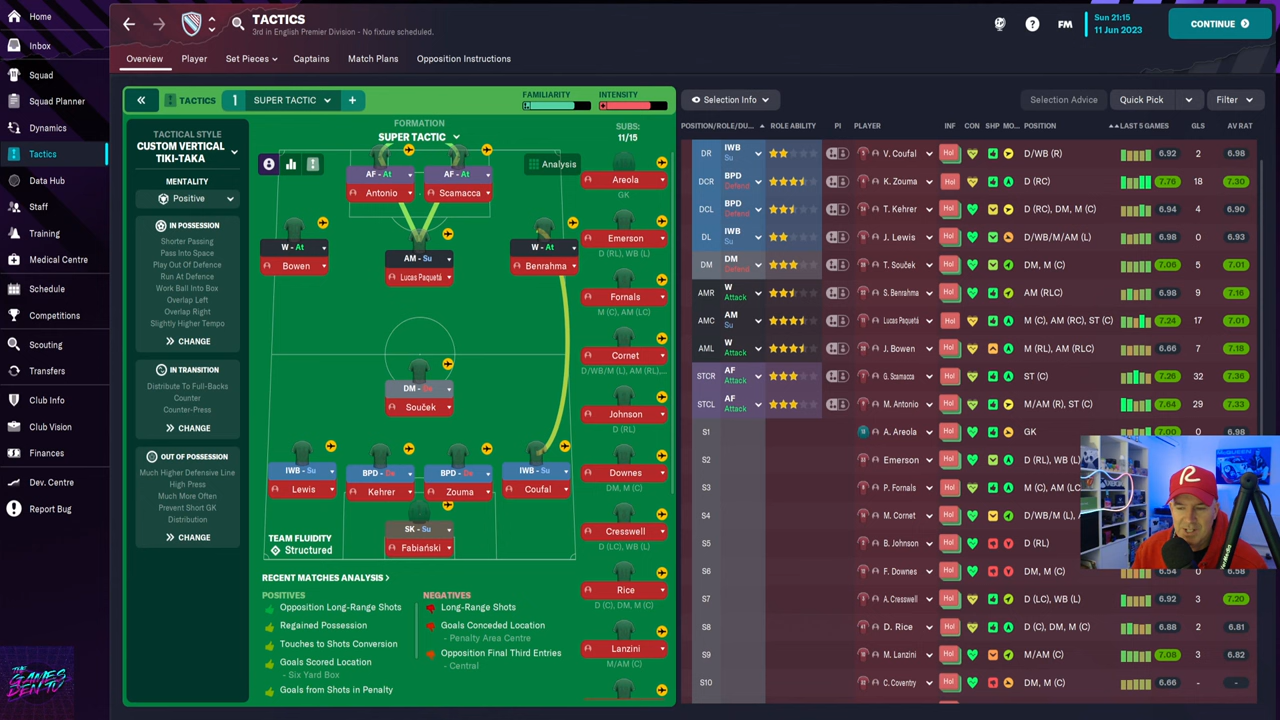 Home
Inbox
Squad
Squad Planner
Dynamics
Tactics
Data Hub
Staff
Training
Medical Centre
Schedule
Competitions
Scouting
Transfers
Club Info
Club Vision
Finances
Dev. Centre
Report Bug
TACTICS
3rd in English Premier Division - No fixture scheduled.
FM
Sun 21:15
11 Jun 2023
CONTINUE
Overview Player Set Pieces Captains Match Plans Opposition Instructions
TACTICS 1 SUPER TACTIC
FAMILIARITY INTENSITY
TACTICAL STYLE
CUSTOM VERTICAL
TIKI-TAKA
MENTALITY
Positive
IN POSSESSION
Shorter Passing
Pass Into Space
Play Out Of Defence
Run At Defence
Work Ball Into Box
Overlap Left
Overlap Right
Slightly Higher Tempo
CHANGE
IN TRANSITION
Distribute To Full-Backs
Counter
Counter-Press
CHANGE
OUT OF POSSESSION
Much Higher Defensive Line
High Press
Much More Often
Prevent Short GK
Distribution
CHANGE
FORMATION
SUPER TACTIC
Analysis
AF - At AF - At
Antonio Scamacca
W - At AM - Su W - At
Bowen Lucas Paquetá Benrahma
DM - De
Souček
IWB - Su BPD - De BPD - De IWB - Su
Lewis Kehrer Zouma Coufal
SK - Su
Fabiański
TEAM FLUIDITY
Structured
SUBS:
11/15
Areola
GK
Emerson
D (RL), WB (L)
Fornals
M (C), AM (LC)
Cornet
D/WB/M (L), AM (RL),...
Johnson
D (RL)
Downes
DM, M (C)
Cresswell
D (LC), WB (L)
Rice
D (C), DM, M (C)
Lanzini
M/AM (C)
RECENT MATCHES ANALYSIS
POSITIVES
Opposition Long-Range Shots
Regained Possession
Touches to Shots Conversion
Goals Scored Location
- Six Yard Box
Goals from Shots in Penalty
NEGATIVES
Long-Range Shots
Goals Conceded Location
- Penalty Area Centre
Opposition Final Third Entries
- Central
Selection Info Selection Advice Quick Pick Filter
POSITION/ROLE/DU... ROLE ABILITY PI PLAYER INF CON SHP MO... POSITION LAST 5 GAMES GLS AV RAT
DR IWB Su V. Coufal Hol D/WB (R) 6.92 2 6.98
DCR BPD Defend K. Zouma Hol D (RC) 7.76 18 7.30
DCL BPD Defend T. Kehrer Hol D (RC), DM, M (C) 6.94 4 6.90
DL IWB Su J. Lewis Hol D/WB/M/AM (L) 6.98 0 6.93
DM DM Defend T. Souček Hol DM, M (C) 7.06 5 7.01
AMR W Attack S. Benrahma Hol AM (RLC) 6.98 9 7.16
AMC AM Su Lucas Paquetá Hol M (C), AM (RC), ST (C) 7.24 17 7.01
AML W Attack J. Bowen Hol M (RL), AM (RLC) 6.96 7 7.18
STCR AF Attack G. Scamacca Hol ST (C) 7.26 32 7.36
STCL AF Attack M. Antonio Hol M/AM (R), ST (C) 7.64 29 7.33
S1 A. Areola Hol GK 7.00 0 6.98
S2 Emerson Hol D (RL), WB (L)
S3 P. Fornals Hol M (C), AM (LC)
S4 M. Cornet Hol D/WB/M (L),
S5 B. Johnson Hol D (RL)
S6 F. Downes Hol DM, M (C) 6.54 0 6.58
S7 A. Cresswell Hol D (LC), WB (L) 6.92 3 7.20
S8 D. Rice Hol D (C), DM, M (C) 6.88 2 6.81
S9 M. Lanzini Hol M/AM (C) 7.08 3 6.82
S10 C. Coventry Hol DM, M (C) 6.66 - -
THE
GAMES
BEN TV
R